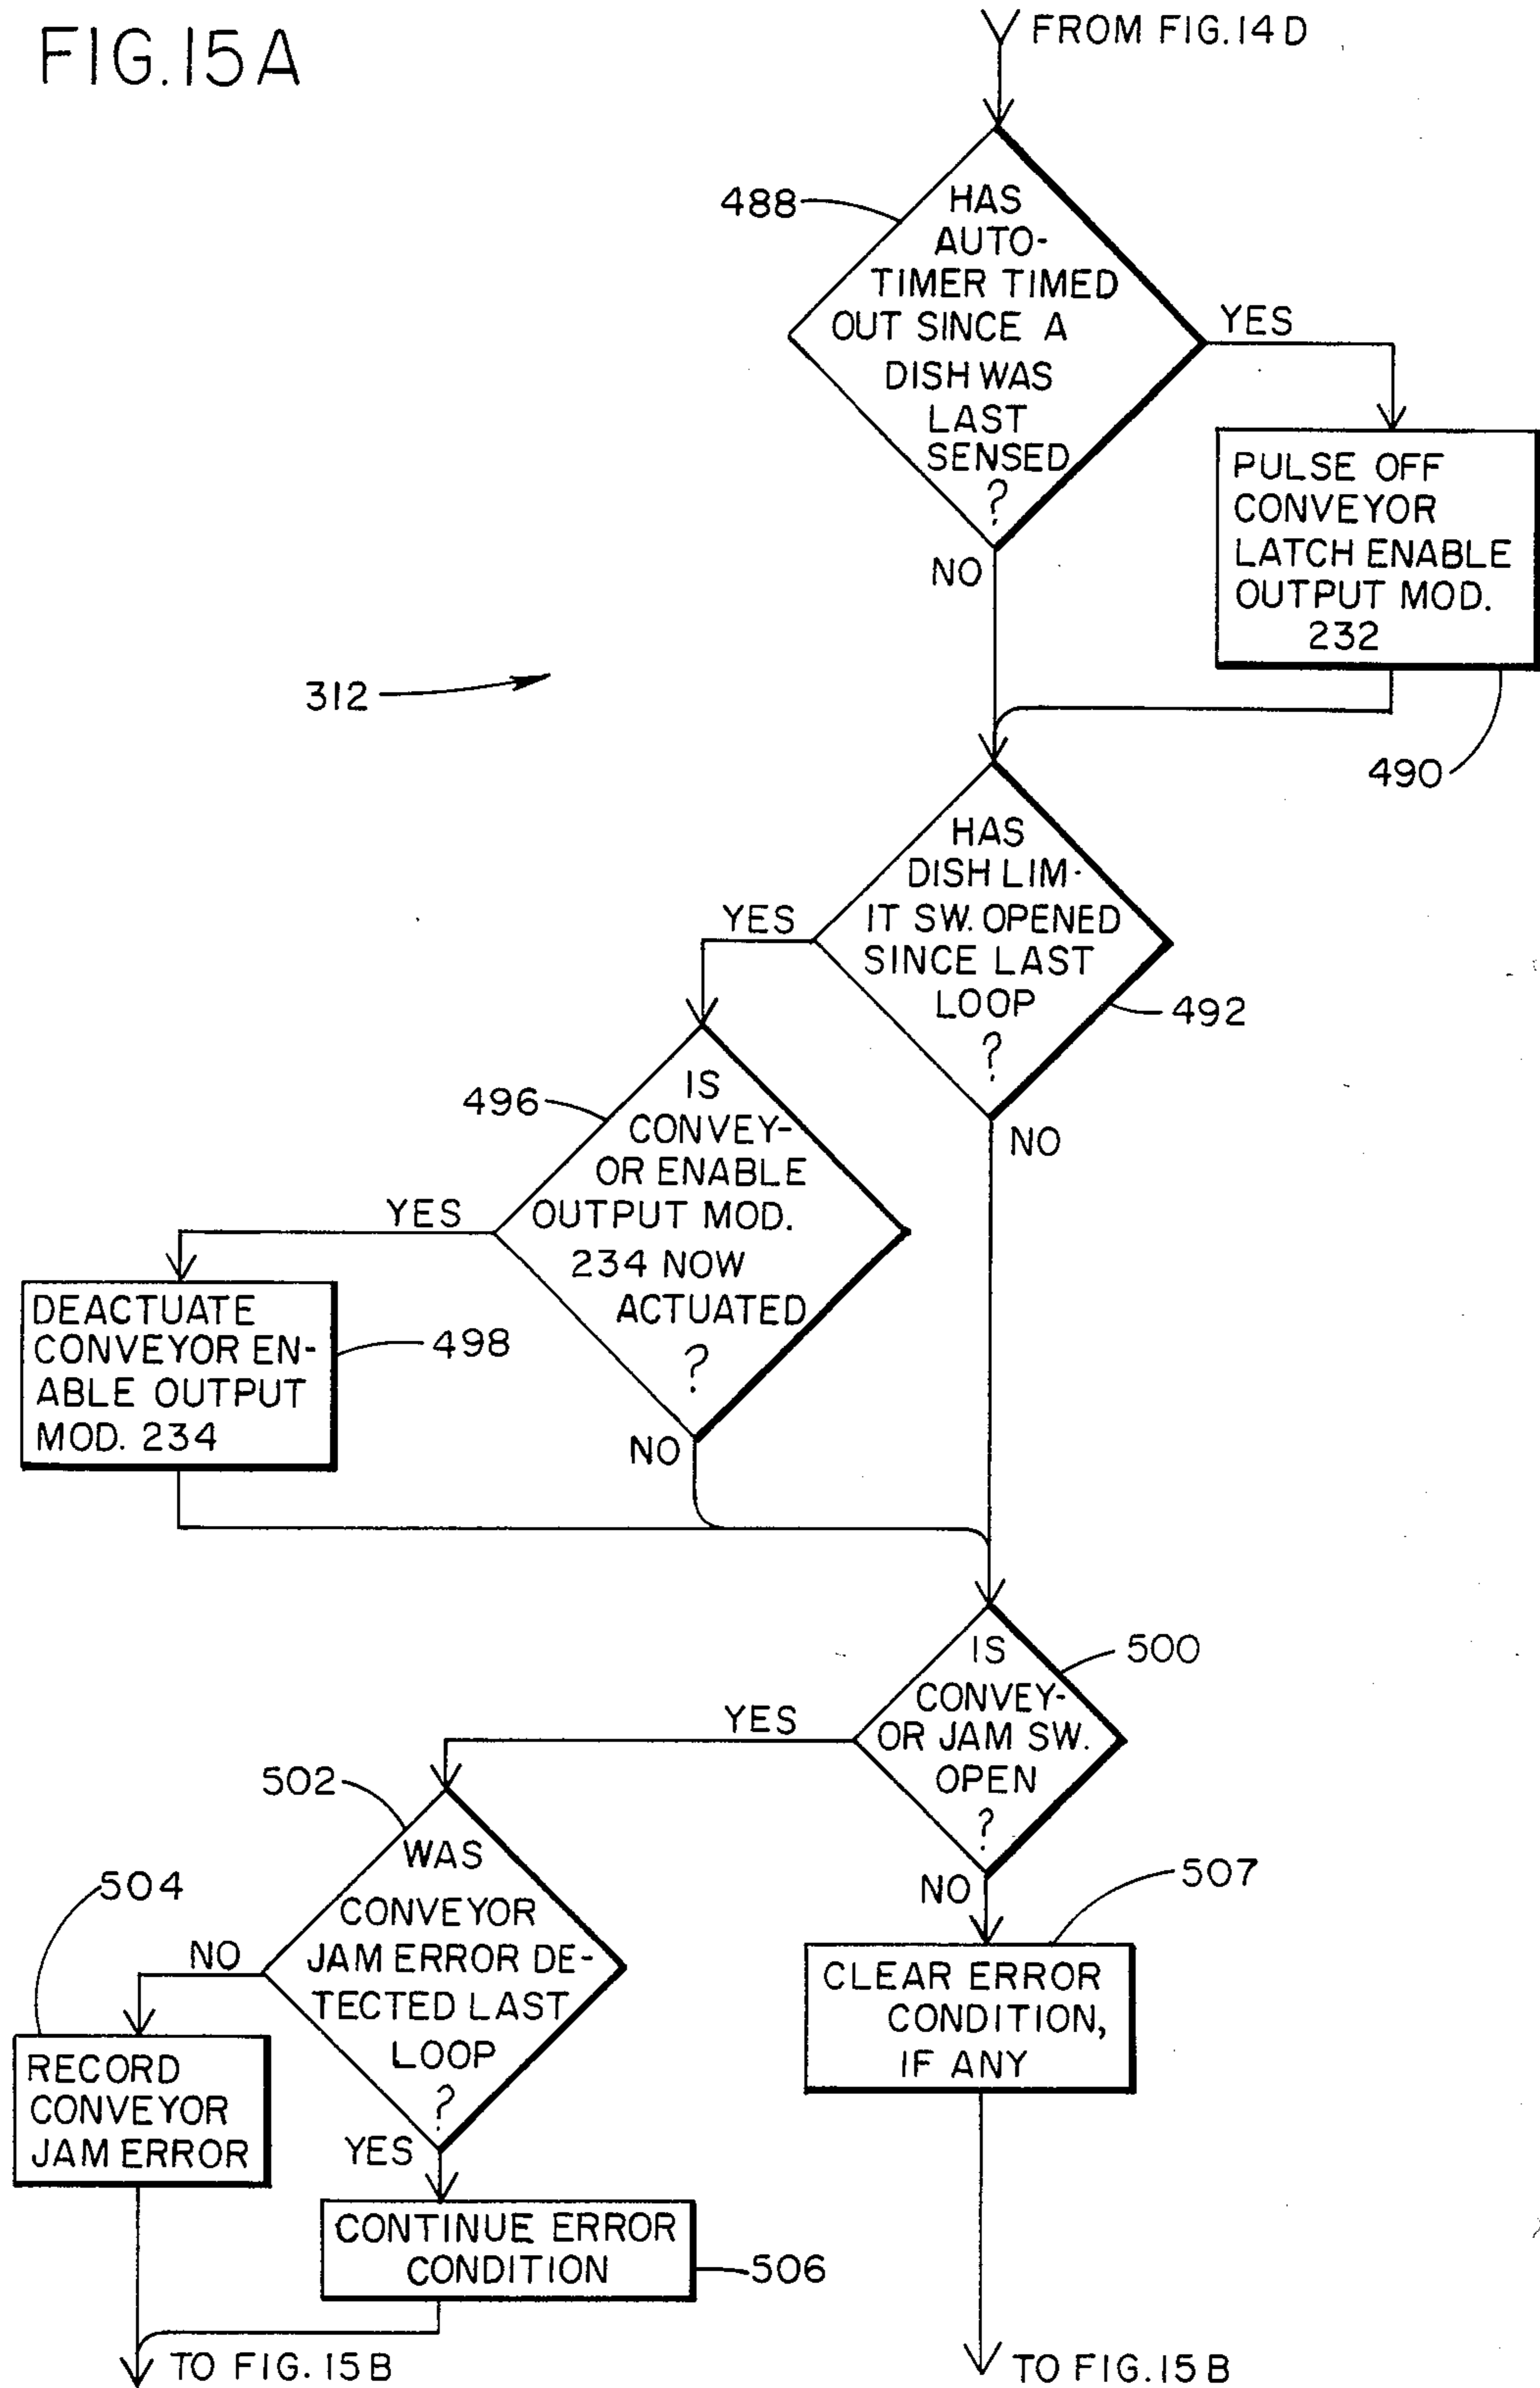 FIG. 15A
FROM FIG. 14D
488
HAS
AUTO-
TIMER TIMED
OUT SINCE A
DISH WAS
LAST
SENSED
?
YES
NO
PULSE OFF
CONVEYOR
LATCH ENABLE
OUTPUT MOD.
232
490
312
HAS
DISH LIM-
IT SW. OPENED
SINCE LAST
LOOP
?
YES
492
NO
496
IS
CONVEY-
OR ENABLE
OUTPUT MOD.
234 NOW
ACTUATED
?
YES
NO
DEACTUATE
CONVEYOR EN-
ABLE OUTPUT
MOD. 234
498
IS
CONVEY-
OR JAM SW.
OPEN
?
500
YES
NO
502
WAS
CONVEYOR
JAM ERROR DE-
TECTED LAST
LOOP
?
NO
YES
504
RECORD
CONVEYOR
JAM ERROR
CONTINUE ERROR
CONDITION
506
507
CLEAR ERROR
CONDITION,
IF ANY
TO FIG. 15B
TO FIG. 15B